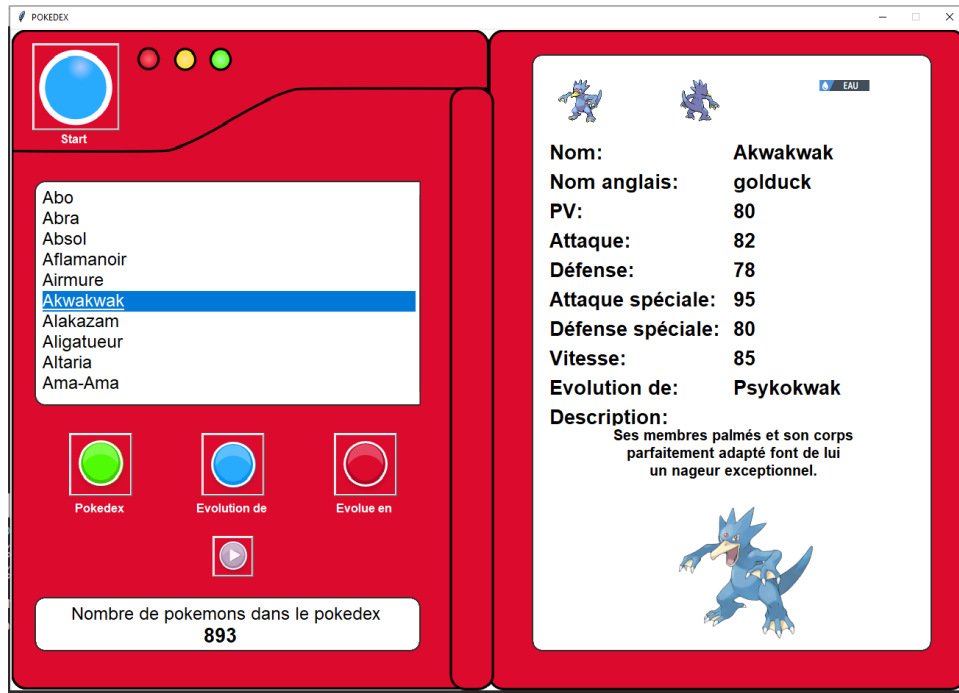 POKEDEX
Start
Abo
Abra
Absol
Aflamanoir
Airmure
Akwakwak
Alakazam
Aligatueur
Altaria
Ama-Ama
Pokedex
Evolution de
Evolue en
Nombre de pokemons dans le pokedex
893
EAU
Nom: Akwakwak
Nom anglais: golduck
PV: 80
Attaque: 82
Défense: 78
Attaque spéciale: 95
Défense spéciale: 80
Vitesse: 85
Evolution de: Psykokwak
Description:
Ses membres palmés et son corps
parfaitement adapté font de lui
un nageur exceptionnel.